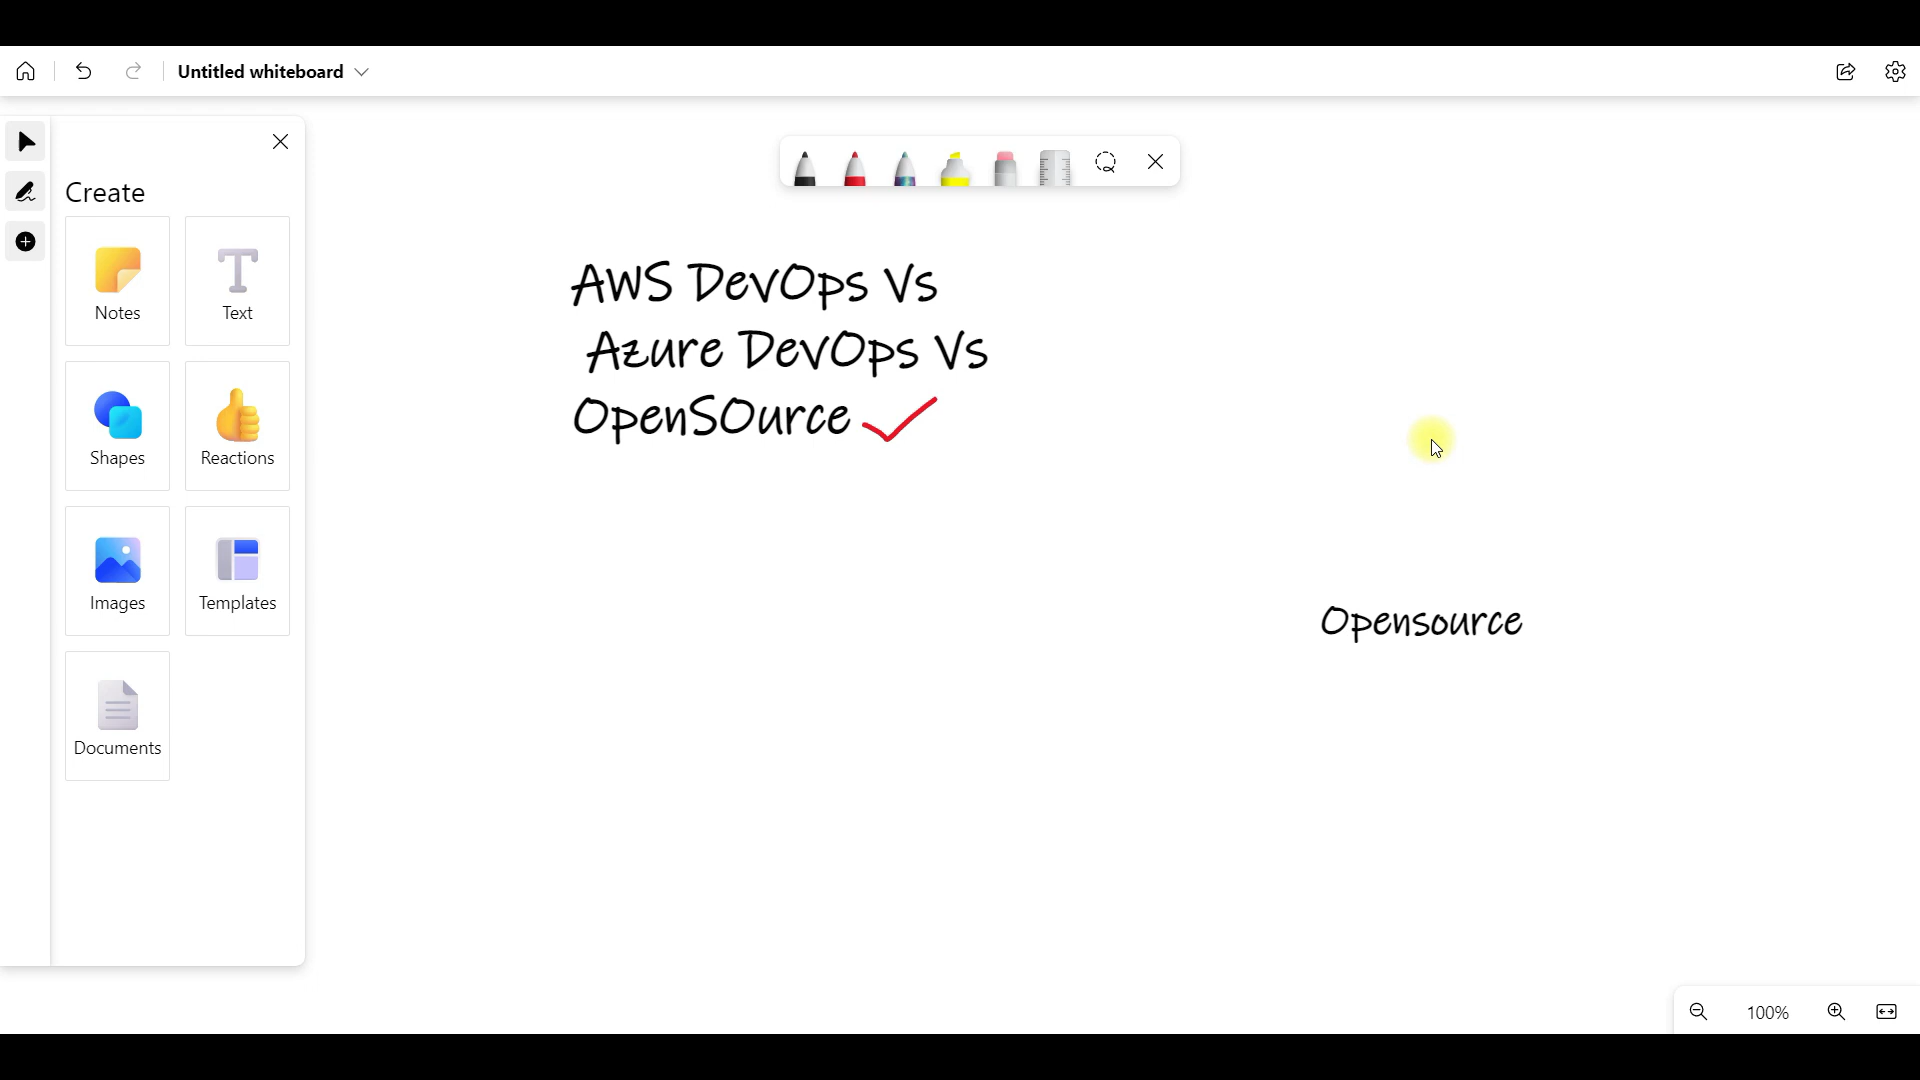 Untitled whiteboard
Create
Notes
Text
Shapes
Reactions
Images
Templates
Documents
AWS DevOps Vs
Azure DevOps Vs
OpenSOurce
Opensource
100%